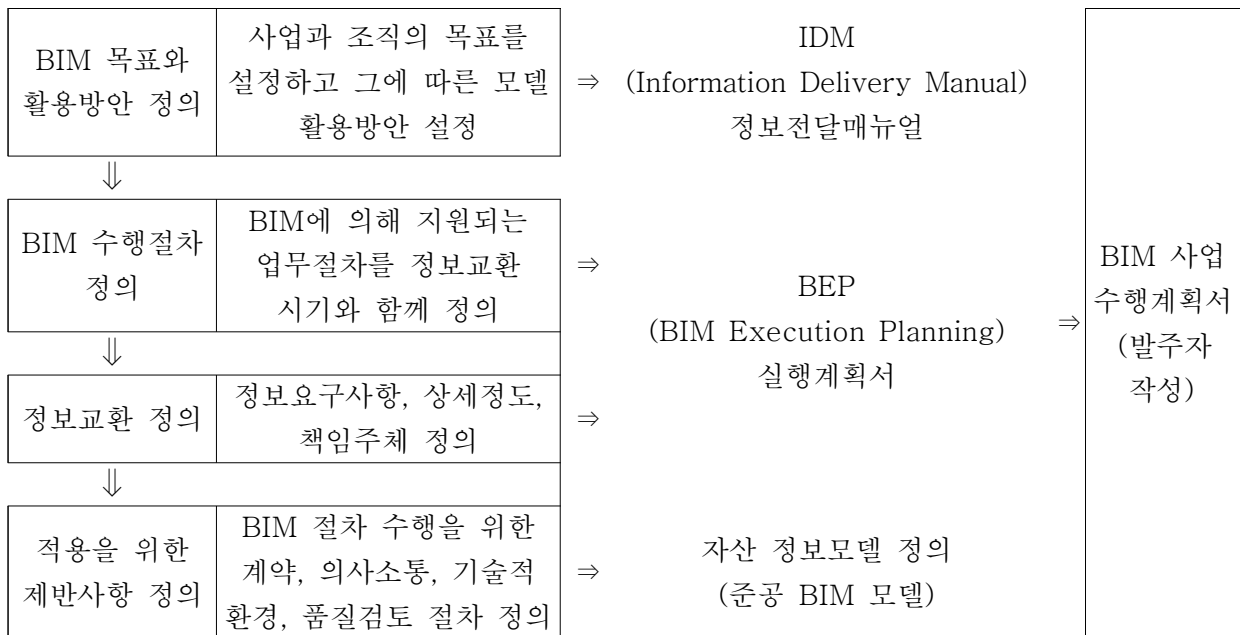 BIM 목표와
활용방안 정의
사업과 조직의 목표를
설정하고 그에 따른 모델
활용방안 설정
⇒
IDM
(Information Delivery Manual)
정보전달매뉴얼
⇓
BIM 수행절차
정의
BIM에 의해 지원되는
업무절차를 정보교환
시기와 함께 정의
⇒
BEP
(BIM Execution Planning)
실행계획서
⇓
정보교환 정의
정보요구사항, 상세정도,
책임주체 정의
⇒
⇓
적용을 위한
제반사항 정의
BIM 절차 수행을 위한
계약, 의사소통, 기술적
환경, 품질검토 절차 정의
⇒
자산 정보모델 정의
(준공 BIM 모델)
⇒
BIM 사업
수행계획서
(발주자
작성)